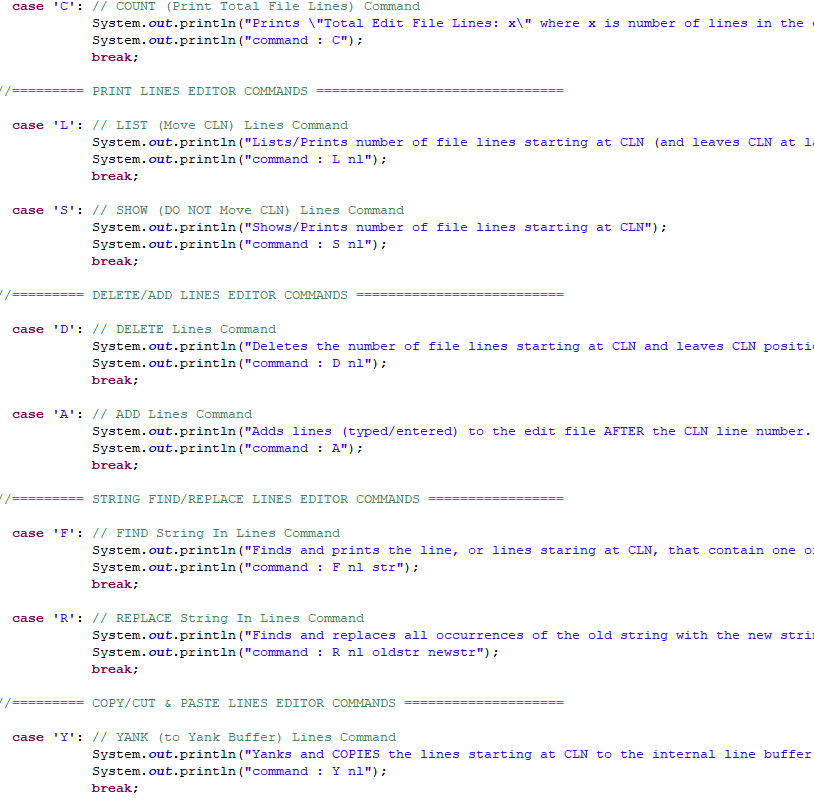 case 'C': // COUNT (Print Total File Lines) Command
System.out.println("Prints \"Total Edit File Lines: x\" where x is number of lines in the
System.out.println("command : C");
break;
//========= PRINT LINES EDITOR COMMANDS ===============================
case 'L': // LIST (Move CLN) Lines Command
System.out.println("Lists/Prints number of file lines starting at CLN (and leaves CLN at
System.out.println("command : L nl");
break;
case 'S': // SHOW (DO NOT Move CLN) Lines Command
System.out.println("Shows/Prints number of file lines starting at CLN");
System.out.println("command : S nl");
break;
//========= DELETE/ADD LINES EDITOR COMMANDS ==========================
case 'D': // DELETE Lines Command
System.out.println("Deletes the number of file lines starting at CLN and leaves CLN
System.out.println("command : D nl");
break;
case 'A': // ADD Lines Command
System.out.println("Adds lines (typed/entered) to the edit file AFTER the CLN line number.
System.out.println("command : A");
break;
//========= STRING FIND/REPLACE LINES EDITOR COMMANDS =================
case 'F': // FIND String In Lines Command
System.out.println("Finds and prints the line, or lines staring at CLN, that contain one
System.out.println("command : F nl str");
break;
case 'R': // REPLACE String In Lines Command
System.out.println("Finds and replaces all occurrences of the old string with the new
System.out.println("command : R nl oldstr newstr");
break;
//========= COPY/CUT & PASTE LINES EDITOR COMMANDS ====================
case 'Y': // YANK (to Yank Buffer) Lines Command
System.out.println("Yanks and COPIES the lines starting at CLN to the internal line buffer
System.out.println("command : Y nl");
break;